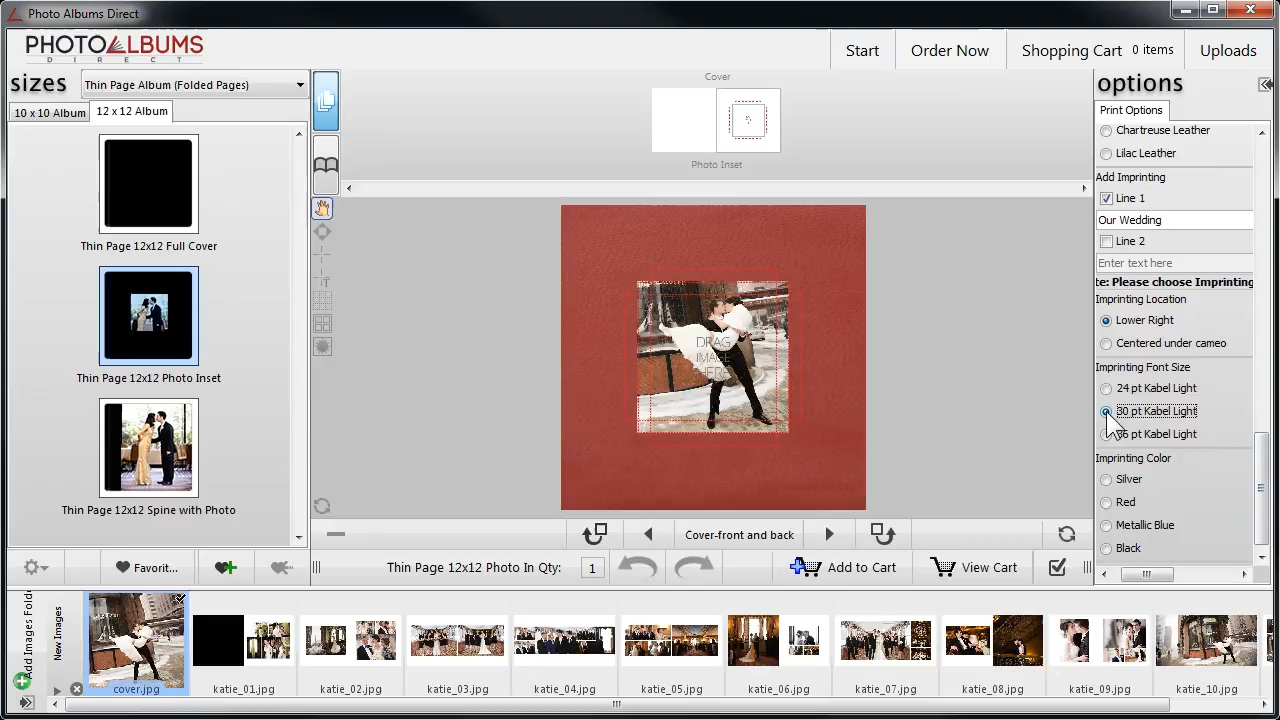 Photo Albums Direct
PHOTOALBUMS
DIRECT
Start
Order Now
Shopping Cart 0 items
Uploads
sizes
Thin Page Album (Folded Pages)
10 x 10 Album
12 x 12 Album
Thin Page 12x12 Full Cover
Thin Page 12x12 Photo Inset
Thin Page 12x12 Spine with Photo
Favorit...
Cover
Photo Inset
DRAG
IMAGE
HERE
Cover-front and back
Thin Page 12x12 Photo In Qty: 1
Add to Cart
View Cart
options
Print Options
Chartreuse Leather
Lilac Leather
Add Imprinting
Line 1
Our Wedding
Line 2
Enter text here
te: Please choose Imprinting
Imprinting Location
Lower Right
Centered under cameo
Imprinting Font Size
24 pt Kabel Light
30 pt Kabel Light
36 pt Kabel Light
Imprinting Color
Silver
Red
Metallic Blue
Black
Add Images Fold
New Images
cover.jpg
katie_01.jpg
katie_02.jpg
katie_03.jpg
katie_04.jpg
katie_05.jpg
katie_06.jpg
katie_07.jpg
katie_08.jpg
katie_09.jpg
katie_10.jpg